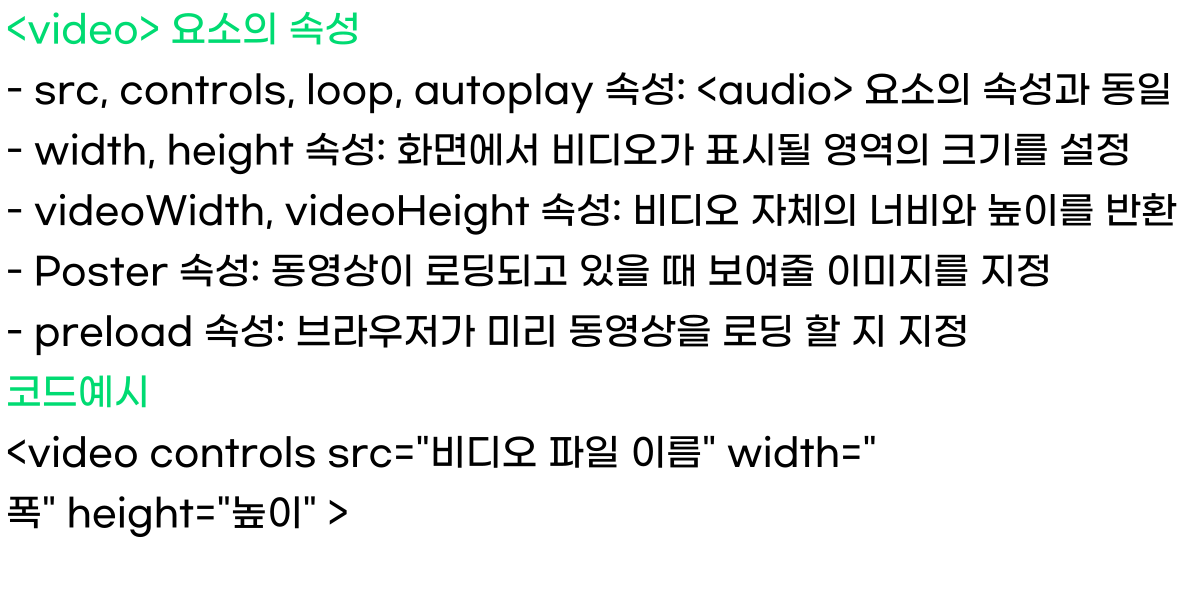 <video> 요소의 속성
- src, controls, loop, autoplay 속성: <audio> 요소의 속성과 동일
- width, height 속성: 화면에서 비디오가 표시될 영역의 크기를 설정
- videoWidth, videoHeight 속성: 비디오 자체의 너비와 높이를 반환
- Poster 속성: 동영상이 로딩되고 있을 때 보여줄 이미지를 지정
- preload 속성: 브라우저가 미리 동영상을 로딩 할 지 지정
코드예시
<video controls src="비디오 파일 이름" width="
폭" height="높이" >